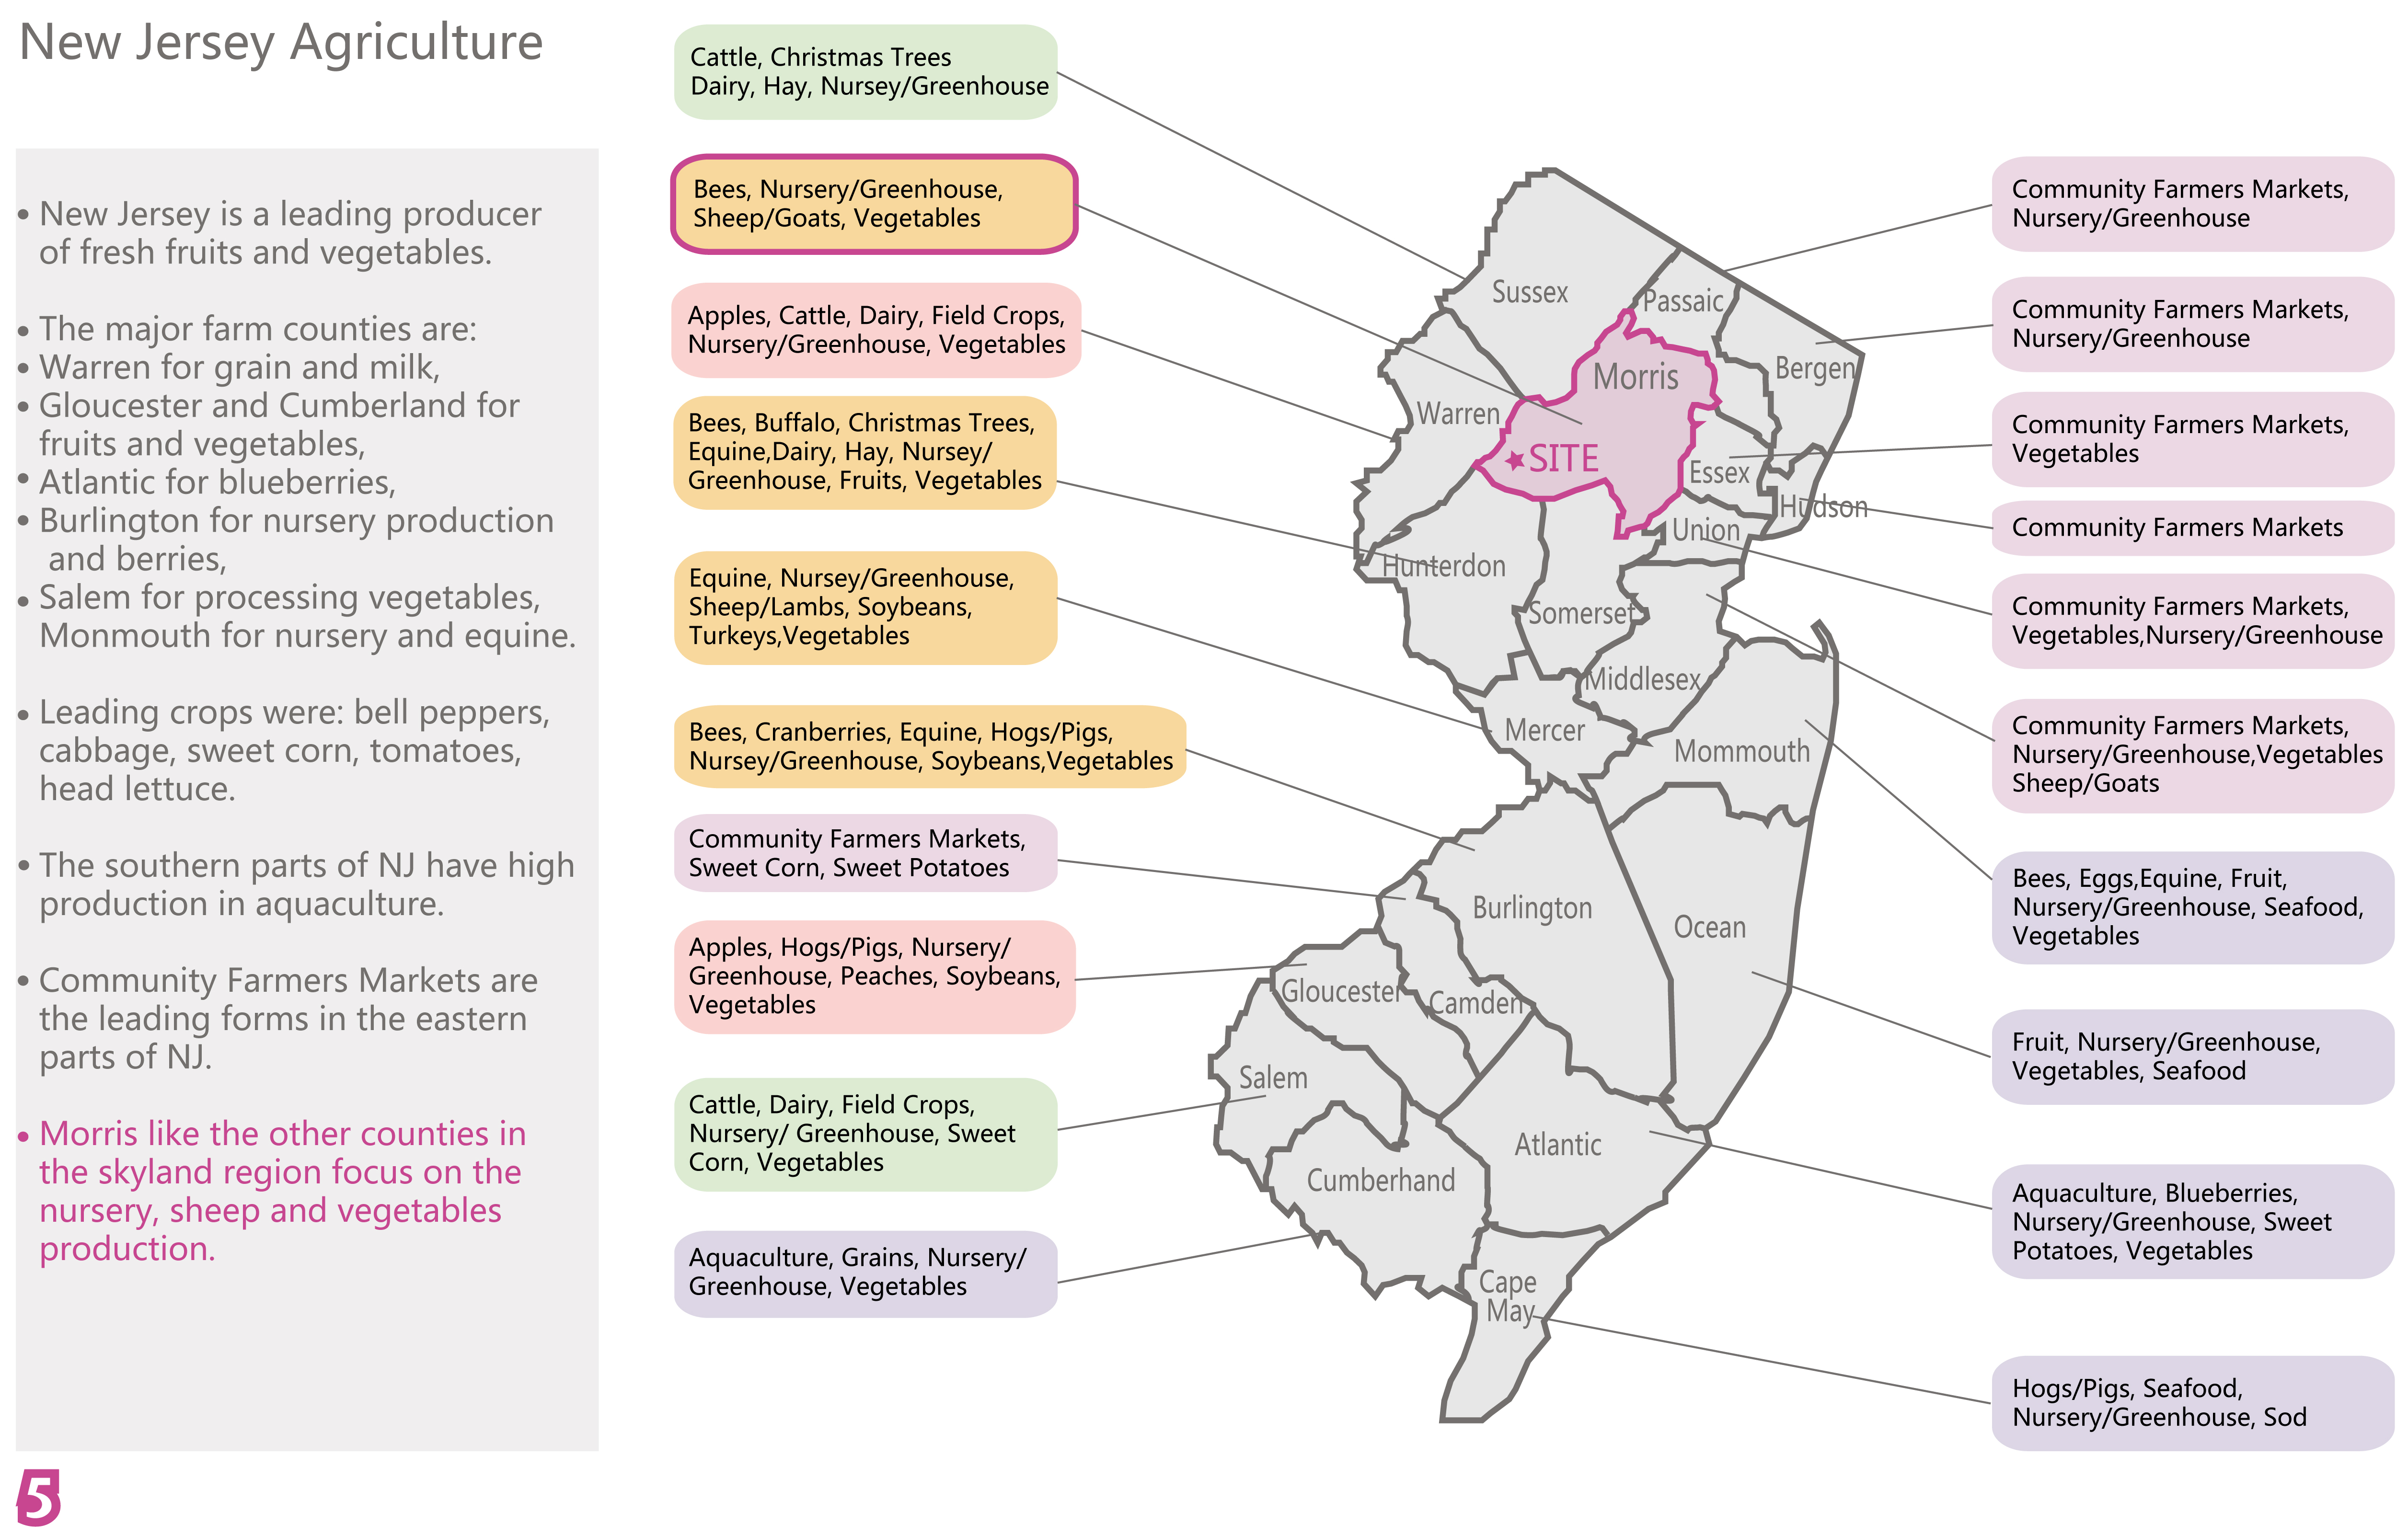 New Jersey Agriculture
• New Jersey is a leading producer
of fresh fruits and vegetables.
• The major farm counties are:
• Warren for grain and milk,
• Gloucester and Cumberland for
fruits and vegetables,
• Atlantic for blueberries,
• Burlington for nursery production
and berries,
• Salem for processing vegetables,
Monmouth for nursery and equine.
• Leading crops were: bell peppers,
cabbage, sweet corn, tomatoes,
head lettuce.
• The southern parts of NJ have high
production in aquaculture.
• Community Farmers Markets are
the leading forms in the eastern
parts of NJ.
• Morris like the other counties in
the skyland region focus on the
nursery, sheep and vegetables
production.
5
Cattle, Christmas Trees
Dairy, Hay, Nursey/Greenhouse
Bees, Nursery/Greenhouse,
Sheep/Goats, Vegetables
Apples, Cattle, Dairy, Field Crops,
Nursery/Greenhouse, Vegetables
Bees, Buffalo, Christmas Trees,
Equine,Dairy, Hay, Nursey/
Greenhouse, Fruits, Vegetables
Equine, Nursey/Greenhouse,
Sheep/Lambs, Soybeans,
Turkeys,Vegetables
Bees, Cranberries, Equine, Hogs/Pigs,
Nursey/Greenhouse, Soybeans,Vegetables
Community Farmers Markets,
Sweet Corn, Sweet Potatoes
Apples, Hogs/Pigs, Nursery/
Greenhouse, Peaches, Soybeans,
Vegetables
Cattle, Dairy, Field Crops,
Nursery/ Greenhouse, Sweet
Corn, Vegetables
Aquaculture, Grains, Nursery/
Greenhouse, Vegetables
Sussex
Passaic
Bergen
Morris
Warren
SITE
Essex
Hudson
Union
Hunterdon
Somerset
Middlesex
Mercer
Mommouth
Burlington
Ocean
Gloucester
Camden
Salem
Atlantic
Cumberhand
Cape
May
Community Farmers Markets,
Nursery/Greenhouse
Community Farmers Markets,
Nursery/Greenhouse
Community Farmers Markets,
Vegetables
Community Farmers Markets
Community Farmers Markets,
Vegetables,Nursery/Greenhouse
Community Farmers Markets,
Nursery/Greenhouse,Vegetables
Sheep/Goats
Bees, Eggs,Equine, Fruit,
Nursery/Greenhouse, Seafood,
Vegetables
Fruit, Nursery/Greenhouse,
Vegetables, Seafood
Aquaculture, Blueberries,
Nursery/Greenhouse, Sweet
Potatoes, Vegetables
Hogs/Pigs, Seafood,
Nursery/Greenhouse, Sod